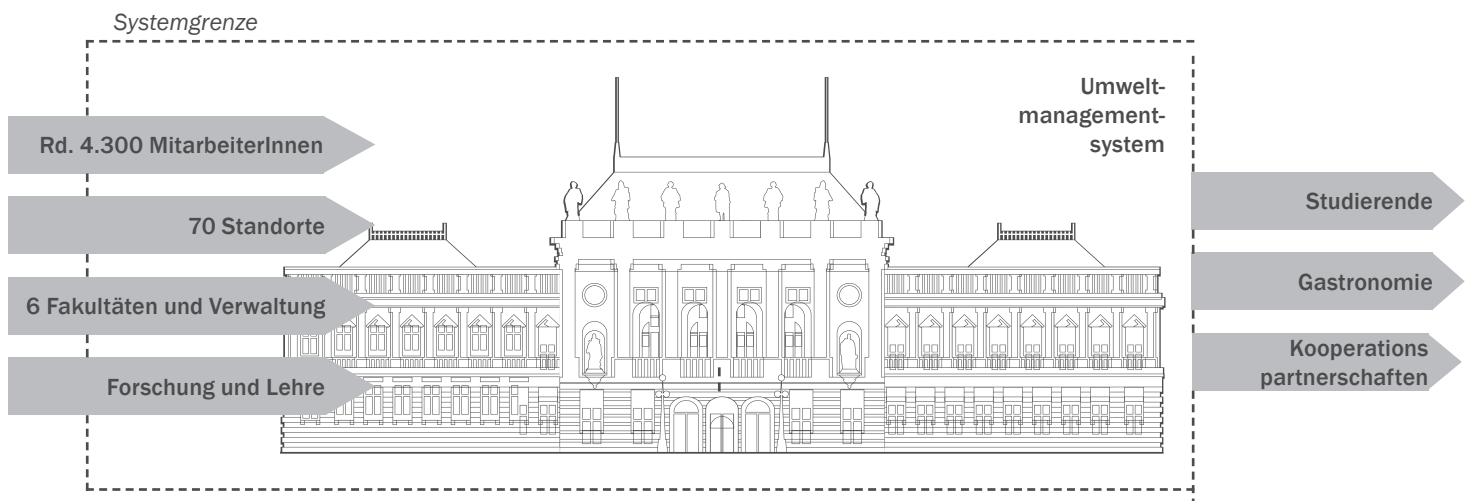 Systemgrenze
Umwelt-
management-
system
Rd. 4.300 MitarbeiterInnen
70 Standorte
6 Fakultäten und Verwaltung
Forschung und Lehre
Studierende
Gastronomie
Kooperations
partnerschaften